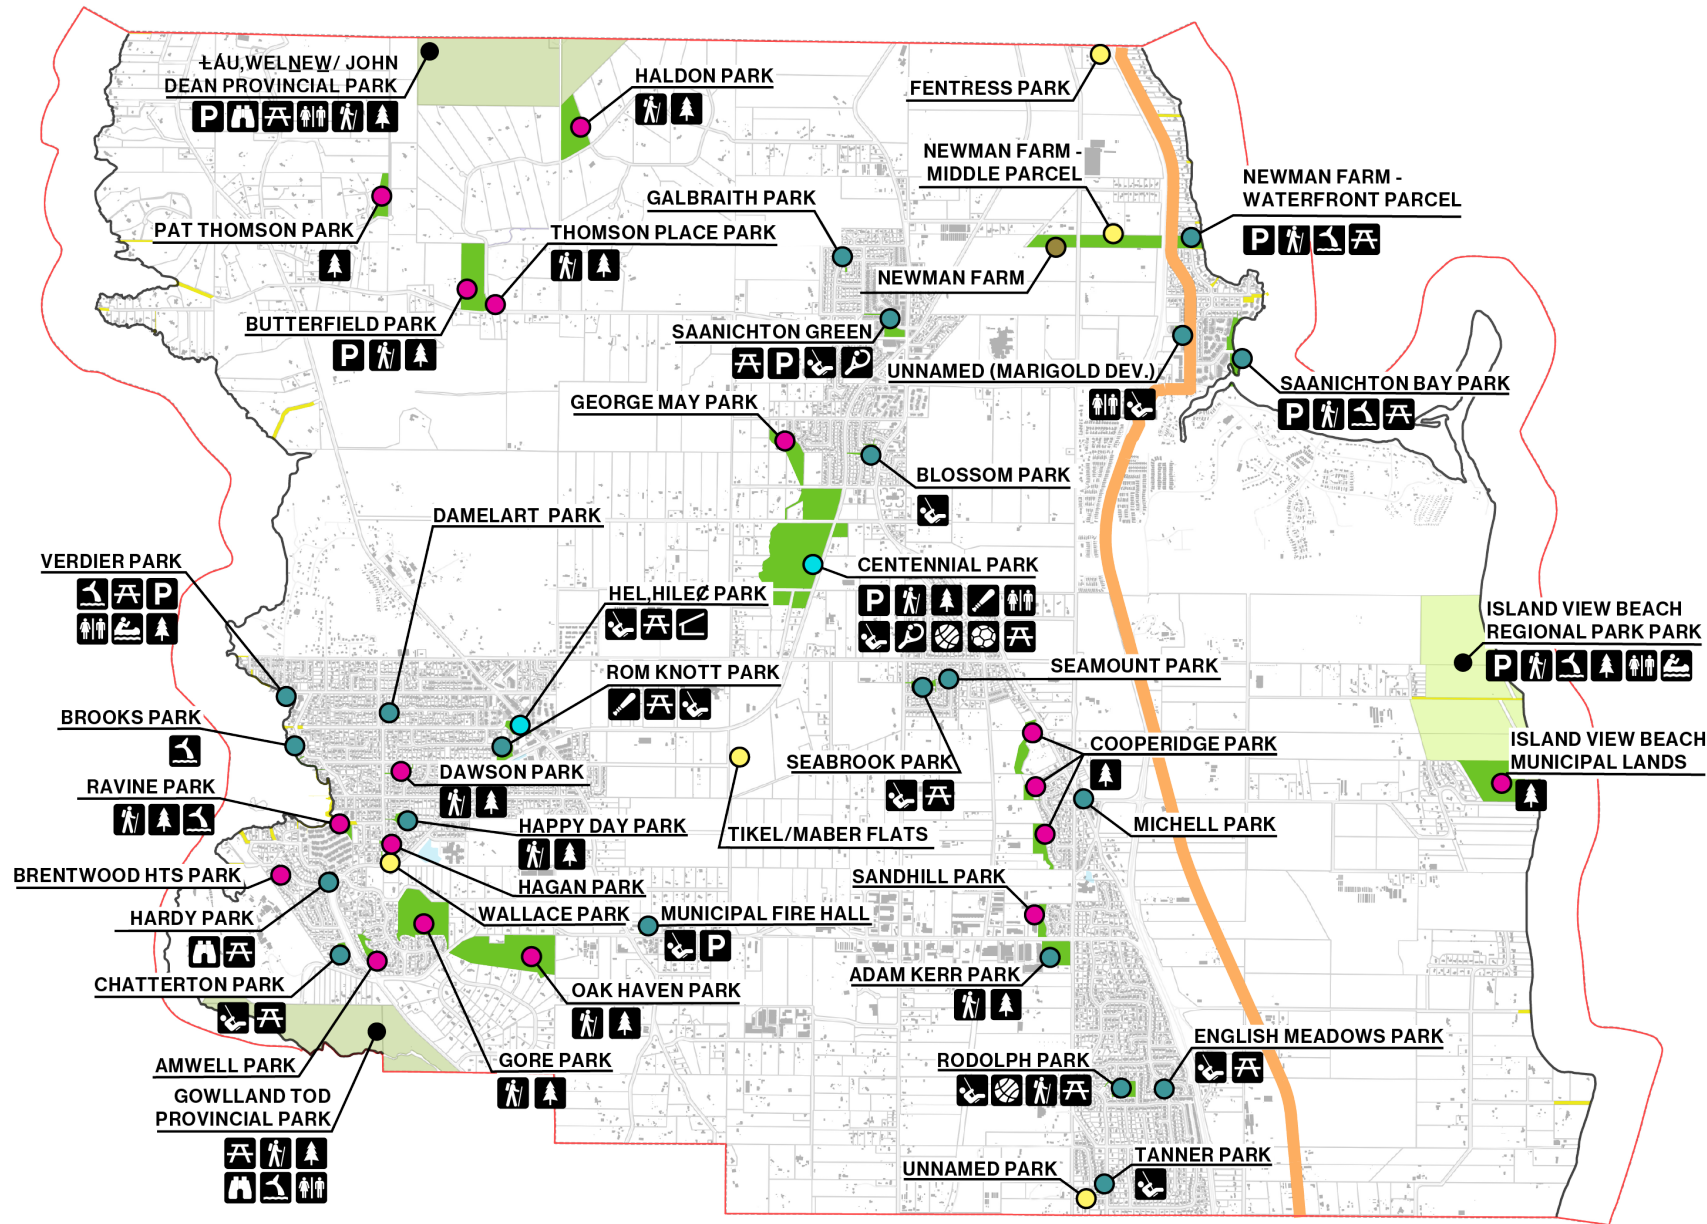 ȽÁU,WELṈEW̱/ JOHN
DEAN PROVINCIAL PARK
P
HALDON PARK
FENTRESS PARK
NEWMAN FARM -
MIDDLE PARCEL
NEWMAN FARM -
WATERFRONT PARCEL
P
GALBRAITH PARK
PAT THOMSON PARK
THOMSON PLACE PARK
NEWMAN FARM
BUTTERFIELD PARK
P
SAANICHTON GREEN
P
UNNAMED (MARIGOLD DEV.)
SAANICHTON BAY PARK
P
GEORGE MAY PARK
BLOSSOM PARK
DAMELART PARK
VERDIER PARK
P
CENTENNIAL PARK
P
HEL,HILEȻ PARK
ISLAND VIEW BEACH
REGIONAL PARK PARK
P
ROM KNOTT PARK
SEAMOUNT PARK
BROOKS PARK
COOPERIDGE PARK
ISLAND VIEW BEACH
MUNICIPAL LANDS
DAWSON PARK
SEABROOK PARK
RAVINE PARK
HAPPY DAY PARK
TIKEL/MABER FLATS
MICHELL PARK
BRENTWOOD HTS PARK
HAGAN PARK
SANDHILL PARK
HARDY PARK
WALLACE PARK
MUNICIPAL FIRE HALL
P
CHATTERTON PARK
OAK HAVEN PARK
ADAM KERR PARK
AMWELL PARK
GORE PARK
RODOLPH PARK
ENGLISH MEADOWS PARK
GOWLLAND TOD
PROVINCIAL PARK
UNNAMED PARK
TANNER PARK